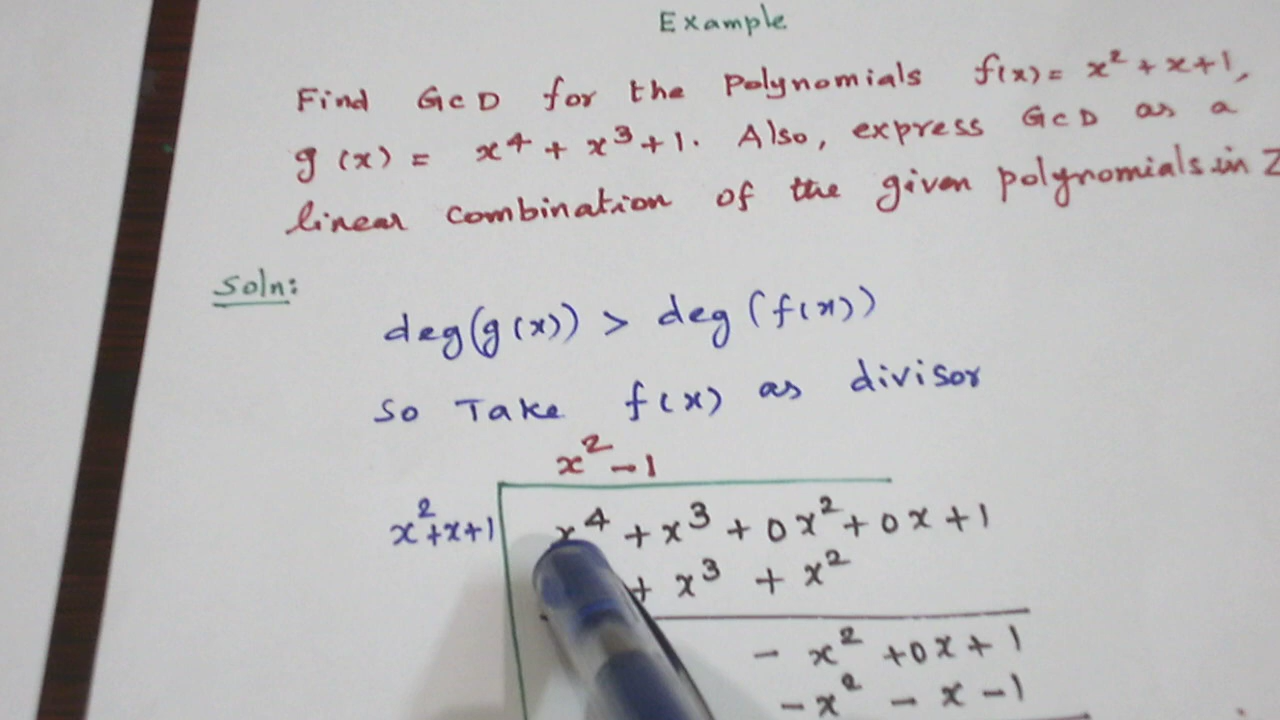 Example
Find GCD for the Polynomials f(x) = x² + x + 1,
g(x) = x⁴ + x³ + 1. Also, express GCD as a
linear combination of the given polynomials in Z
Soln:
deg(g(x)) > deg(f(x))
So Take f(x) as divisor
x² - 1
x² + x + 1
x⁴ + x³ + 0x² + 0x + 1
+ x³ + x²
- x² + 0x + 1
- x² - x - 1